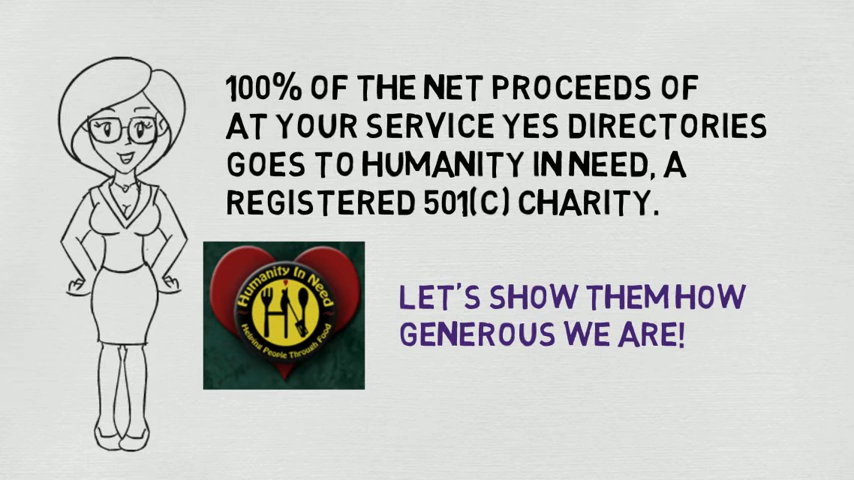 100% OF THE NET PROCEEDS OF
AT YOUR SERVICE YES DIRECTORIES
GOES TO HUMANITY IN NEED, A
REGISTERED 501(C) CHARITY.
Humanity In Need
HN
Helping People Through Food
LET'S SHOW THEM HOW
GENEROUS WE ARE!